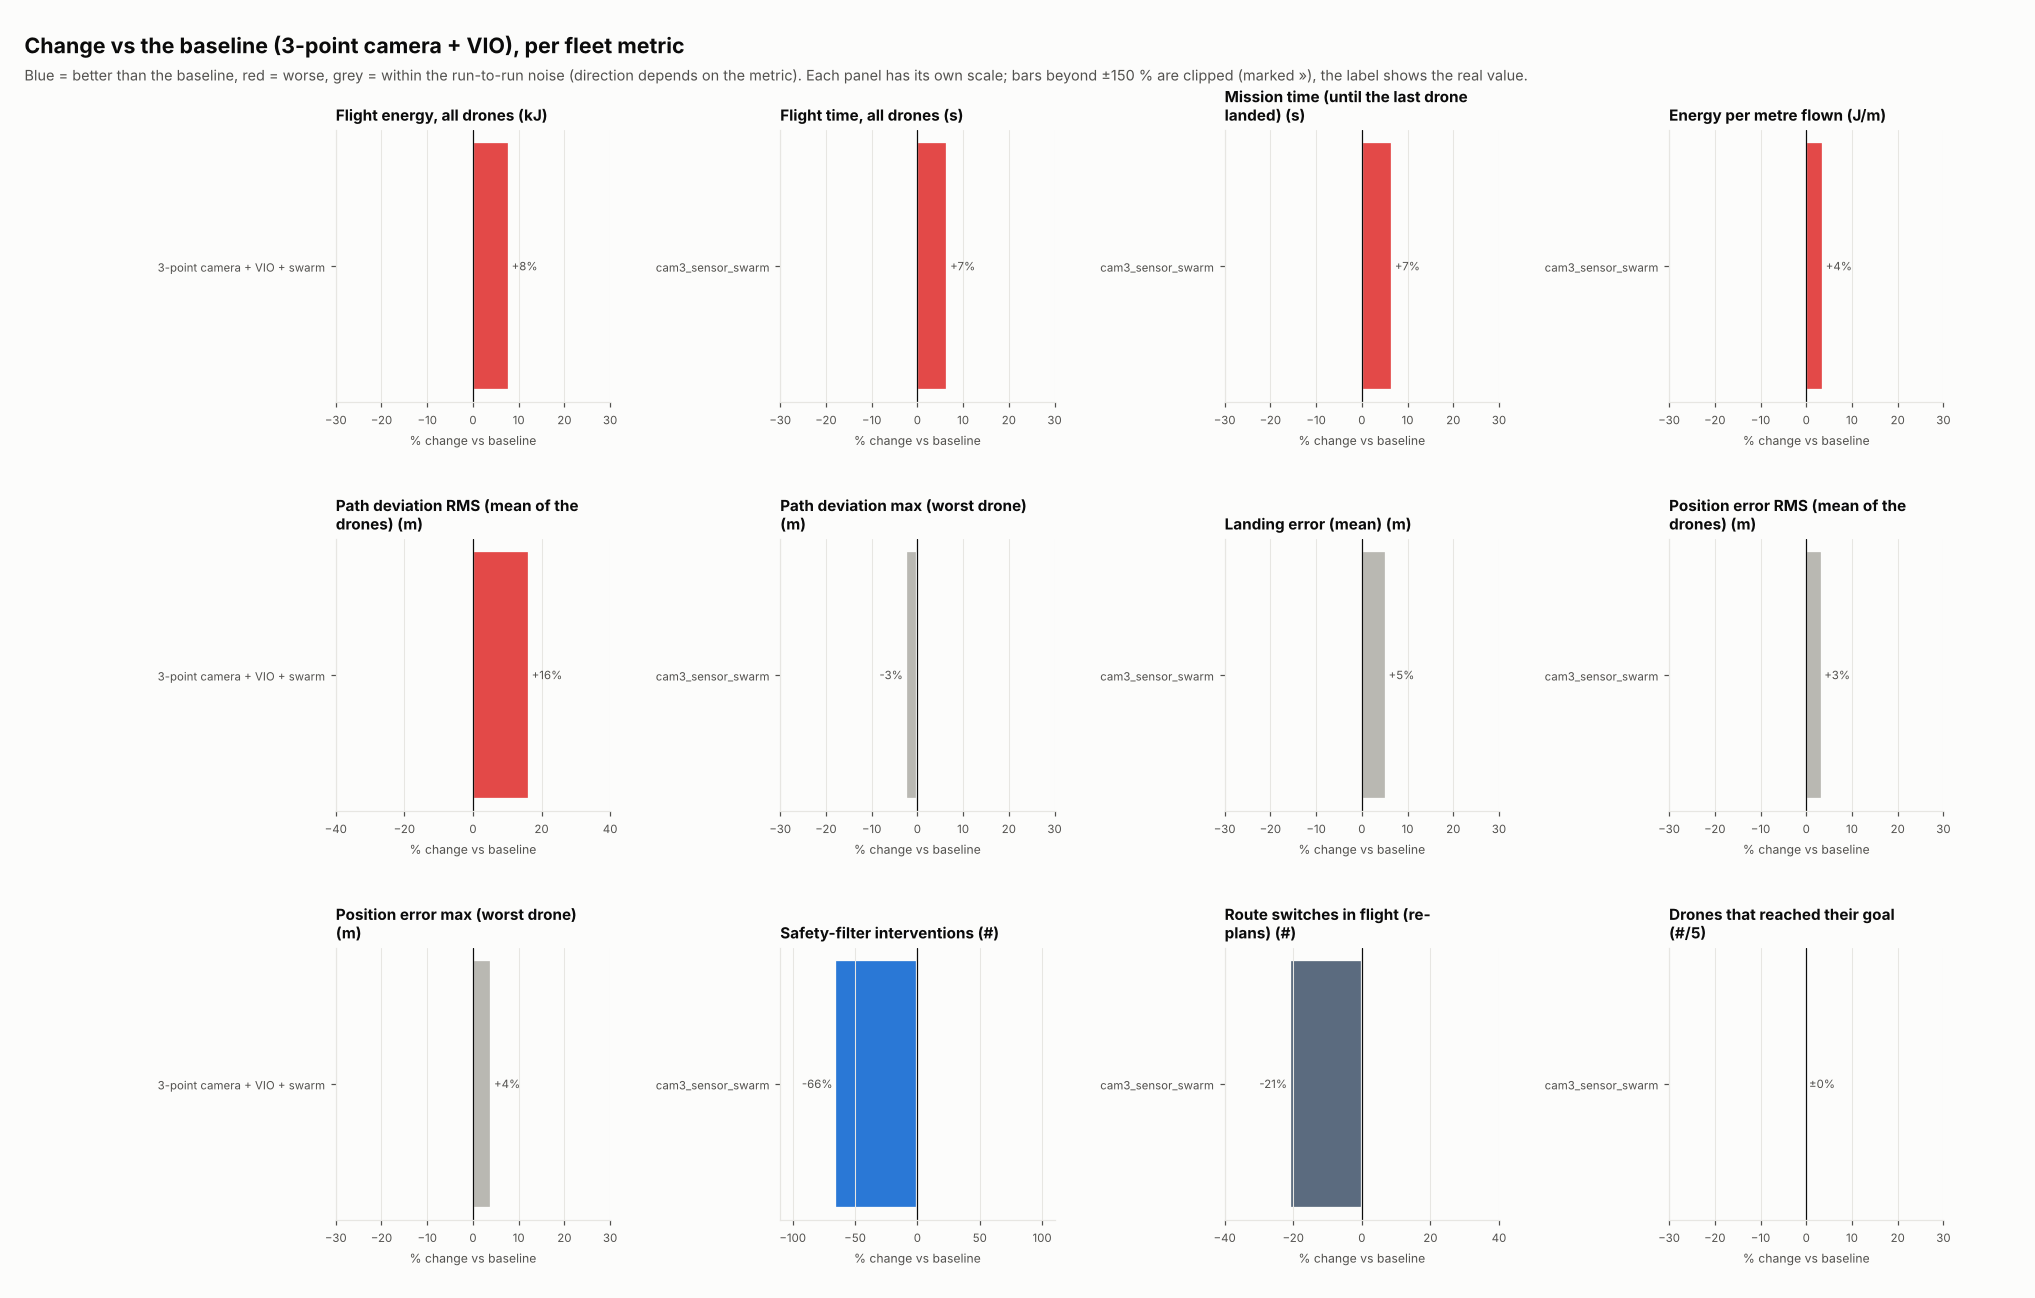 Change vs the baseline (3-point camera + VIO), per fleet metric
Blue = better than the baseline, red = worse, grey = within the run-to-run noise (direction depends on the metric). Each panel has its own scale; bars beyond ±150 % are clipped (marked »), the label shows the real value.
Flight energy, all drones (kJ)
3-point camera + VIO + swarm
+8%
−30 −20 −10 0 10 20 30
% change vs baseline
Flight time, all drones (s)
cam3_sensor_swarm
+7%
−30 −20 −10 0 10 20 30
% change vs baseline
Mission time (until the last drone
landed) (s)
cam3_sensor_swarm
+7%
−30 −20 −10 0 10 20 30
% change vs baseline
Energy per metre flown (J/m)
cam3_sensor_swarm
+4%
−30 −20 −10 0 10 20 30
% change vs baseline
Path deviation RMS (mean of the
drones) (m)
3-point camera + VIO + swarm
+16%
−40 −20 0 20 40
% change vs baseline
Path deviation max (worst drone)
(m)
cam3_sensor_swarm
-3%
−30 −20 −10 0 10 20 30
% change vs baseline
Landing error (mean) (m)
cam3_sensor_swarm
+5%
−30 −20 −10 0 10 20 30
% change vs baseline
Position error RMS (mean of the
drones) (m)
cam3_sensor_swarm
+3%
−30 −20 −10 0 10 20 30
% change vs baseline
Position error max (worst drone)
(m)
3-point camera + VIO + swarm
+4%
−30 −20 −10 0 10 20 30
% change vs baseline
Safety-filter interventions (#)
cam3_sensor_swarm
-66%
−100 −50 0 50 100
% change vs baseline
Route switches in flight (re-
plans) (#)
cam3_sensor_swarm
-21%
−40 −20 0 20 40
% change vs baseline
Drones that reached their goal
(#/5)
cam3_sensor_swarm
±0%
−30 −20 −10 0 10 20 30
% change vs baseline